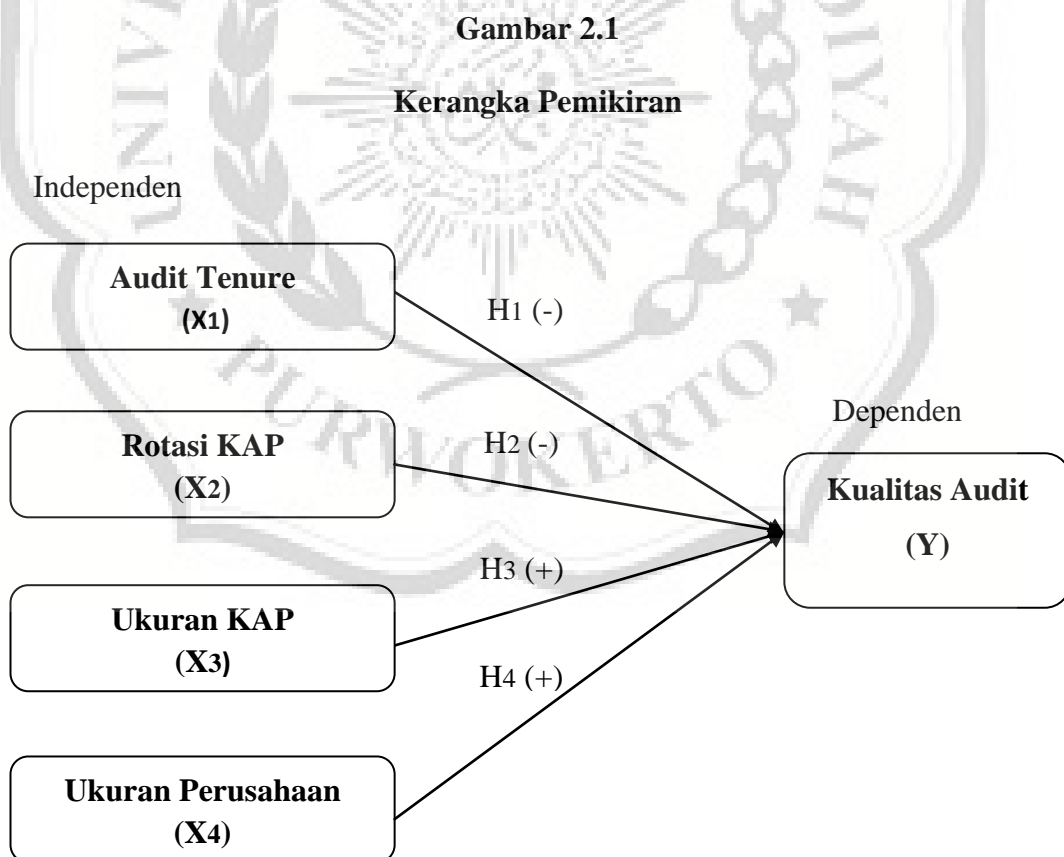 Gambar 2.1
Kerangka Pemikiran
Independen
Audit Tenure
(X1)
H1 (-)
Rotasi KAP
(X2)
H2 (-)
Dependen
Kualitas Audit
(Y)
Ukuran KAP
(X3)
H3 (+)
Ukuran Perusahaan
(X4)
H4 (+)
PURWOKERTO